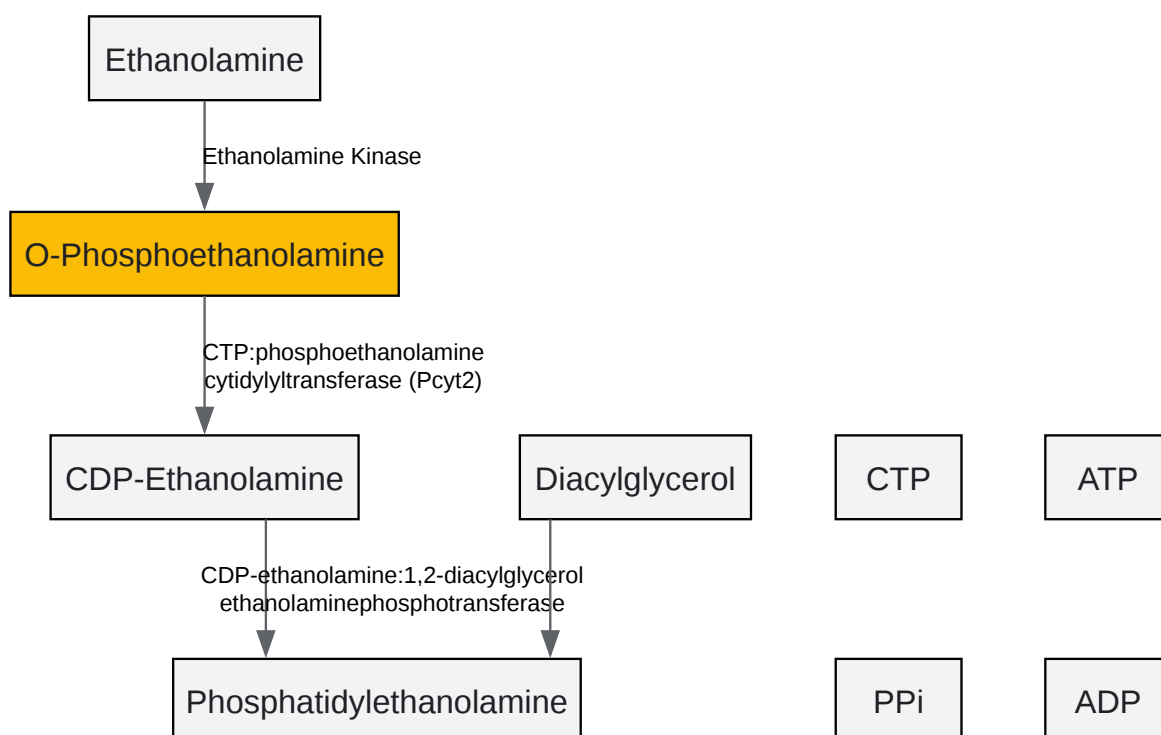 Ethanolamine
Ethanolamine Kinase
O-Phosphoethanolamine
CTP:phosphoethanolamine
cytidylyltransferase (Pcyt2)
CDP-Ethanolamine
Diacylglycerol
CTP
ATP
CDP-ethanolamine:1,2-diacylglycerol
ethanolaminephosphotransferase
Phosphatidylethanolamine
PPi
ADP